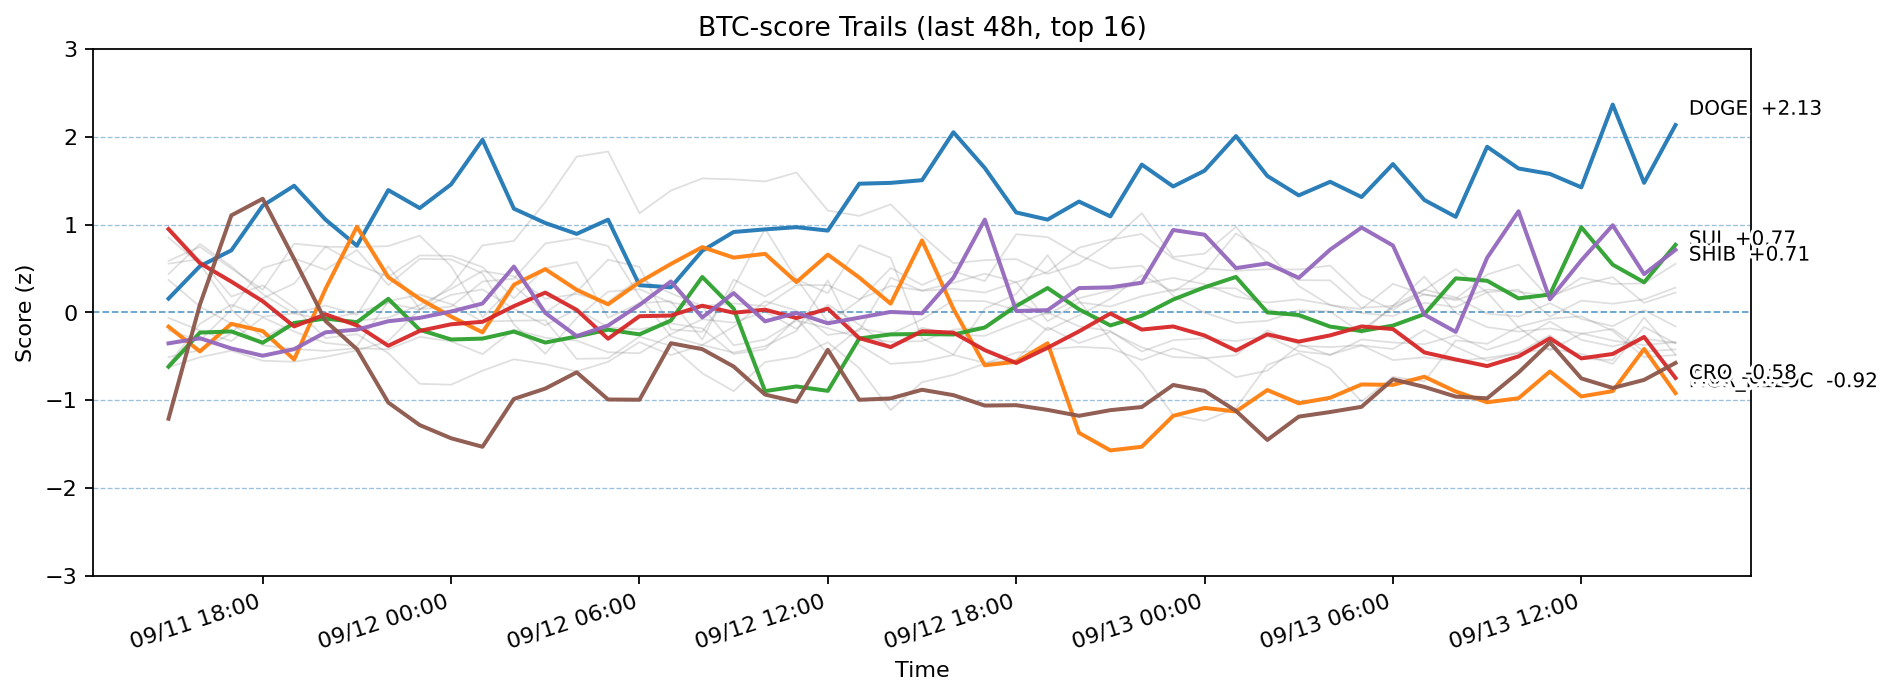 BTC-score Trails (last 48h, top 16)
Score (z)
3
2
1
0
−1
−2
−3
DOGE +2.13
SUI +0.77
SHIB +0.71
CRO -0.58
-0.92
09/11 18:00
09/12 00:00
09/12 06:00
09/12 12:00
09/12 18:00
09/13 00:00
09/13 06:00
09/13 12:00
Time